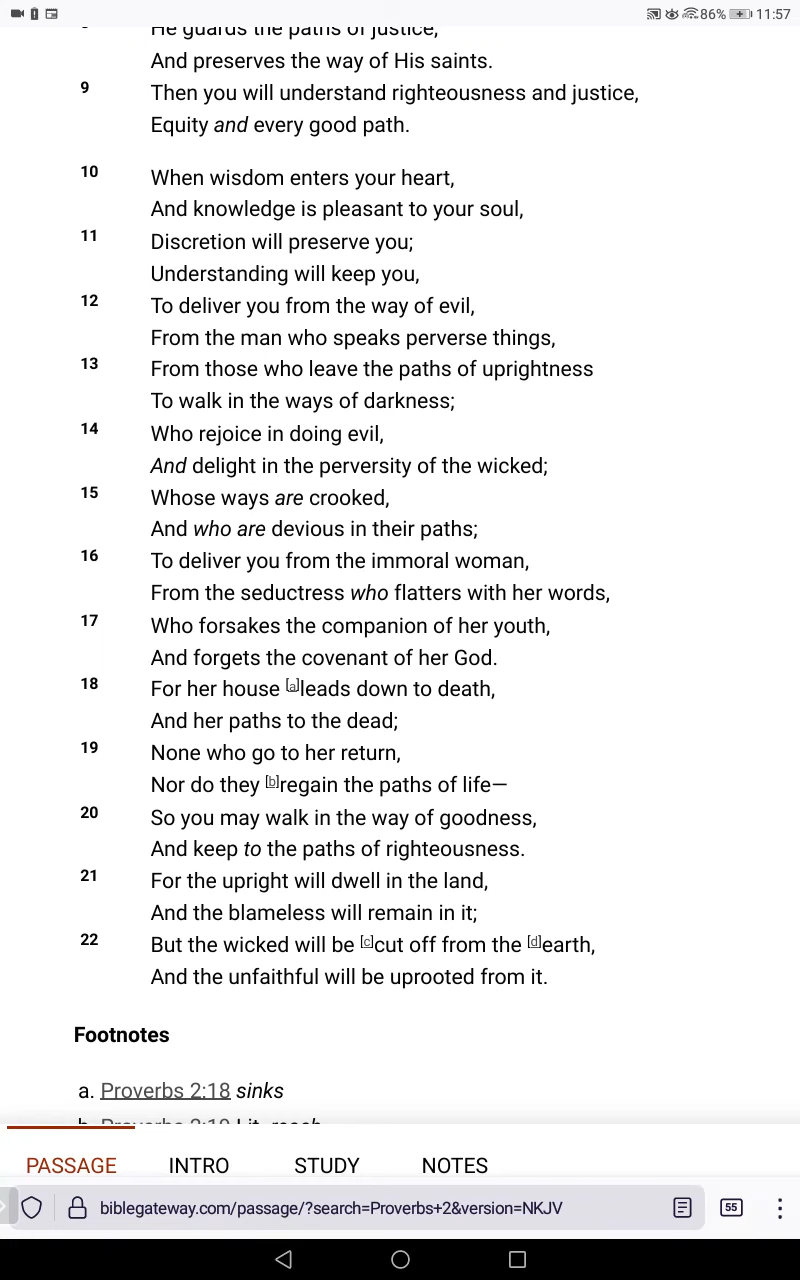 86% 11:57
He guards the paths of justice,
And preserves the way of His saints.
9 Then you will understand righteousness and justice,
Equity and every good path.
10 When wisdom enters your heart,
And knowledge is pleasant to your soul,
11 Discretion will preserve you;
Understanding will keep you,
12 To deliver you from the way of evil,
From the man who speaks perverse things,
13 From those who leave the paths of uprightness
To walk in the ways of darkness;
14 Who rejoice in doing evil,
And delight in the perversity of the wicked;
15 Whose ways are crooked,
And who are devious in their paths;
16 To deliver you from the immoral woman,
From the seductress who flatters with her words,
17 Who forsakes the companion of her youth,
And forgets the covenant of her God.
18 For her house [a]leads down to death,
And her paths to the dead;
19 None who go to her return,
Nor do they [b]regain the paths of life—
20 So you may walk in the way of goodness,
And keep to the paths of righteousness.
21 For the upright will dwell in the land,
And the blameless will remain in it;
22 But the wicked will be [c]cut off from the [d]earth,
And the unfaithful will be uprooted from it.
Footnotes
a. Proverbs 2:18 sinks
b. Proverbs 2:19 Lit. reach
PASSAGE INTRO STUDY NOTES
biblegateway.com/passage/?search=Proverbs+2&version=NKJV 55